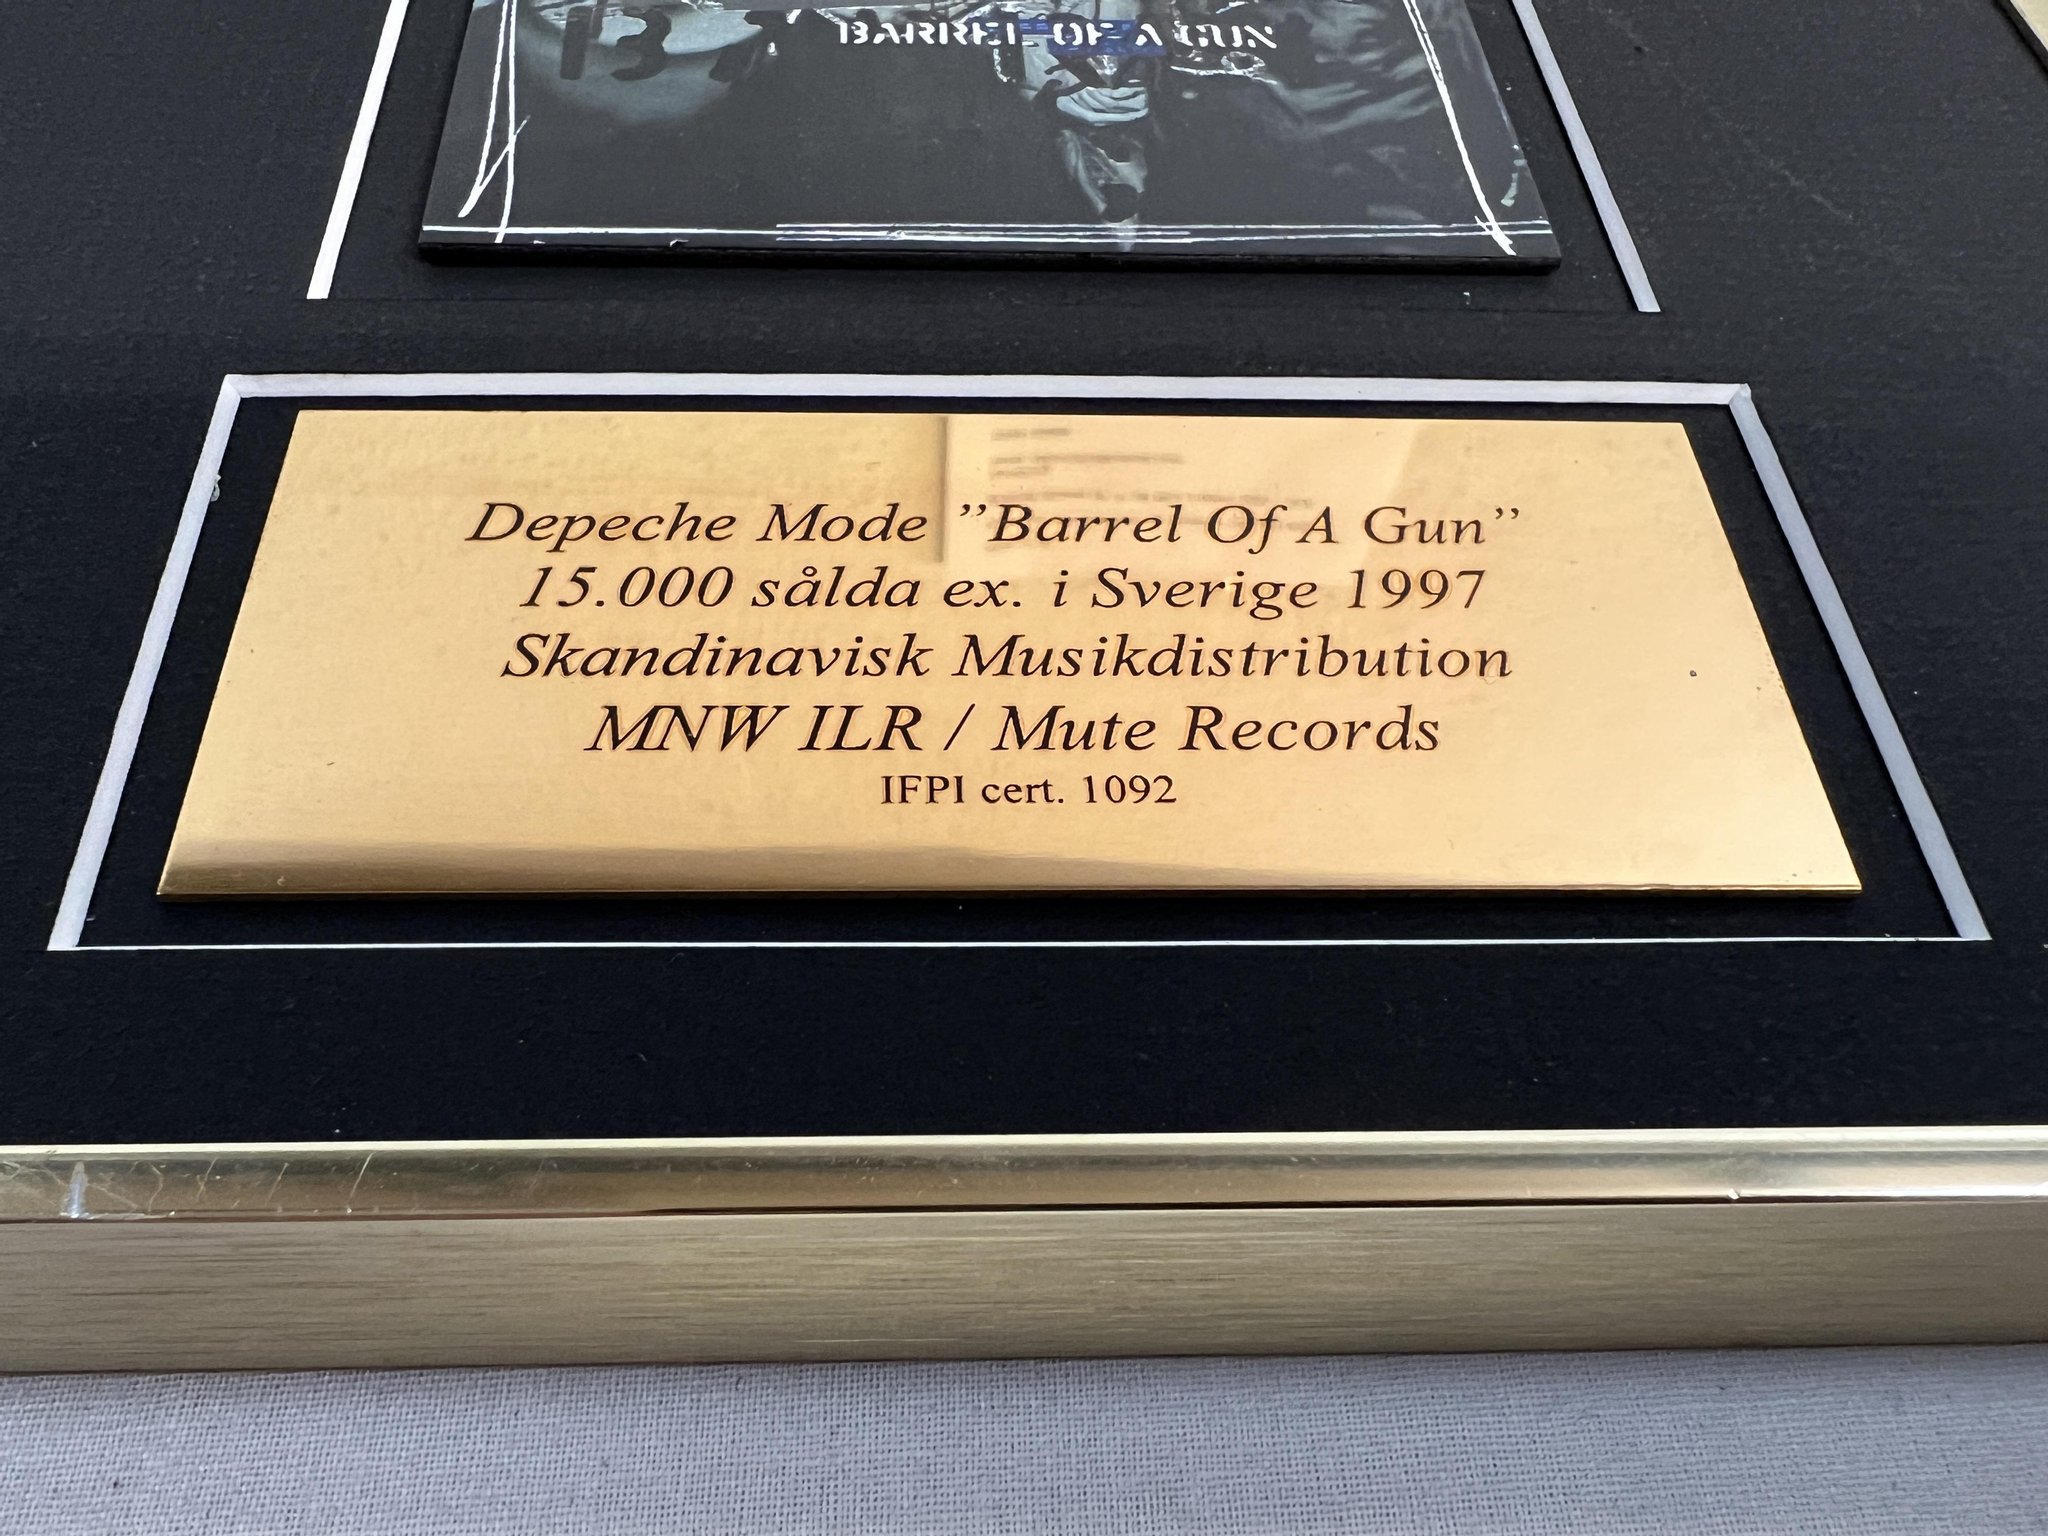 BARREL OF A GUN
Depeche Mode ”Barrel Of A Gun”
15.000 sålda ex. i Sverige 1997
Skandinavisk Musikdistribution
MNW ILR / Mute Records
IFPI cert. 1092